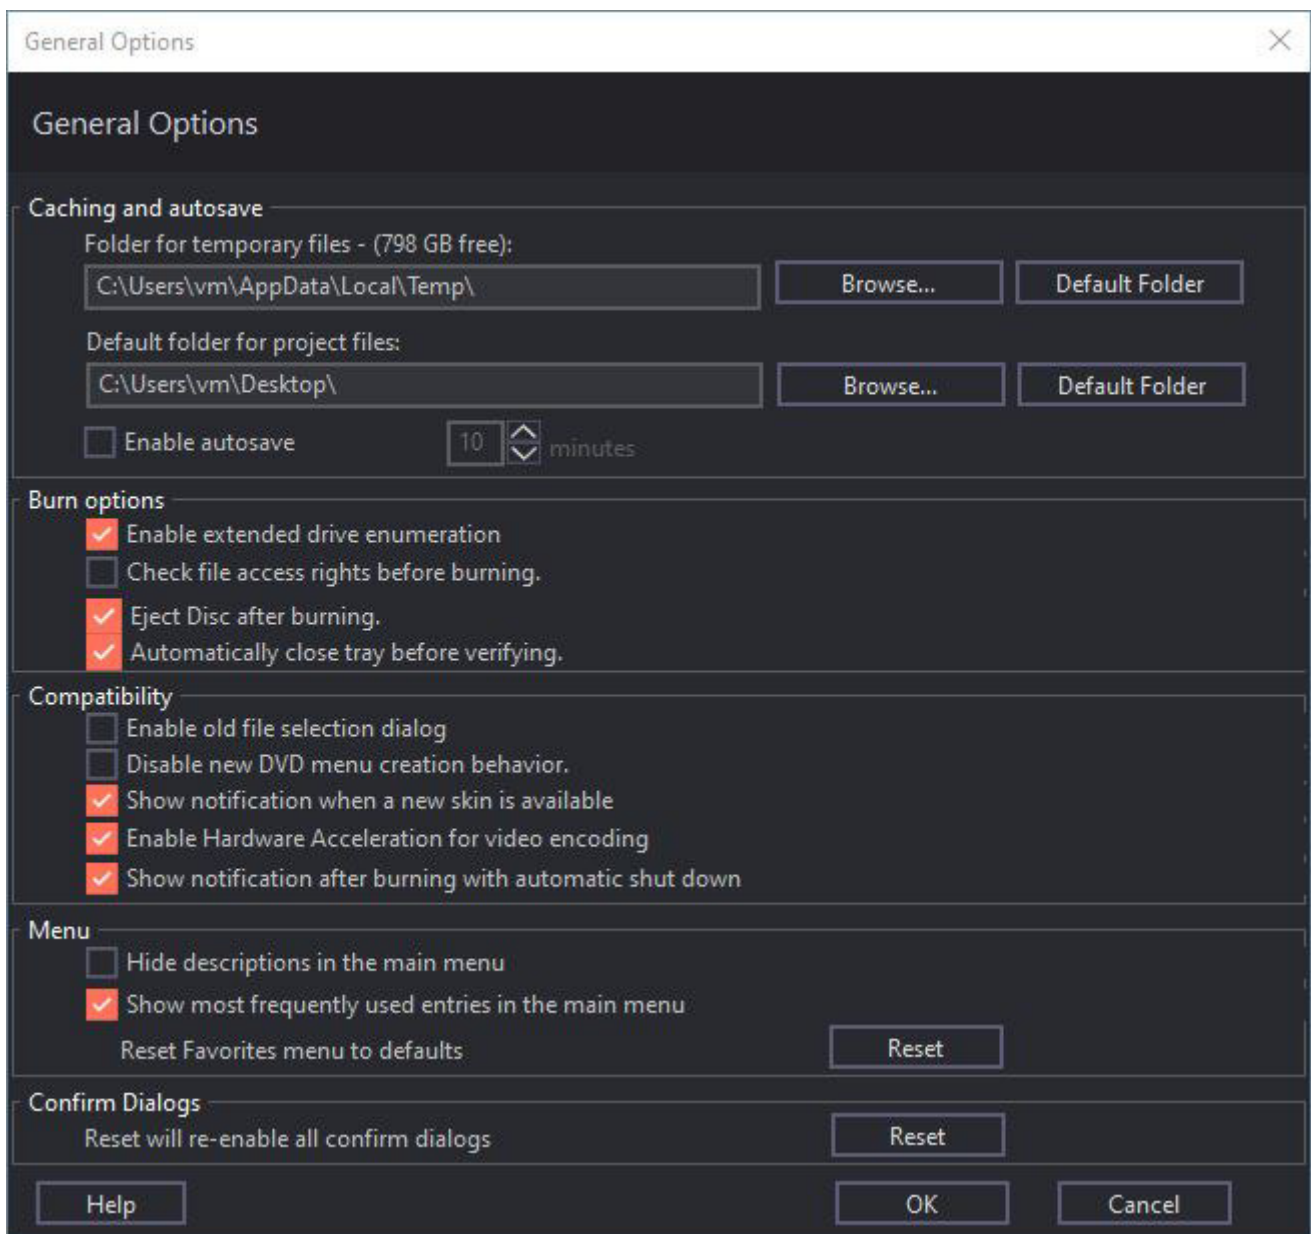 General Options
General Options
Caching and autosave
Folder for temporary files - (798 GB free):
C:\Users\vm\AppData\Local\Temp\ Browse... Default Folder
Default folder for project files:
C:\Users\vm\Desktop\ Browse... Default Folder
Enable autosave 10 minutes
Burn options
Enable extended drive enumeration
Check file access rights before burning.
Eject Disc after burning.
Automatically close tray before verifying.
Compatibility
Enable old file selection dialog
Disable new DVD menu creation behavior.
Show notification when a new skin is available
Enable Hardware Acceleration for video encoding
Show notification after burning with automatic shut down
Menu
Hide descriptions in the main menu
Show most frequently used entries in the main menu
Reset Favorites menu to defaults Reset
Confirm Dialogs
Reset will re-enable all confirm dialogs Reset
Help OK Cancel